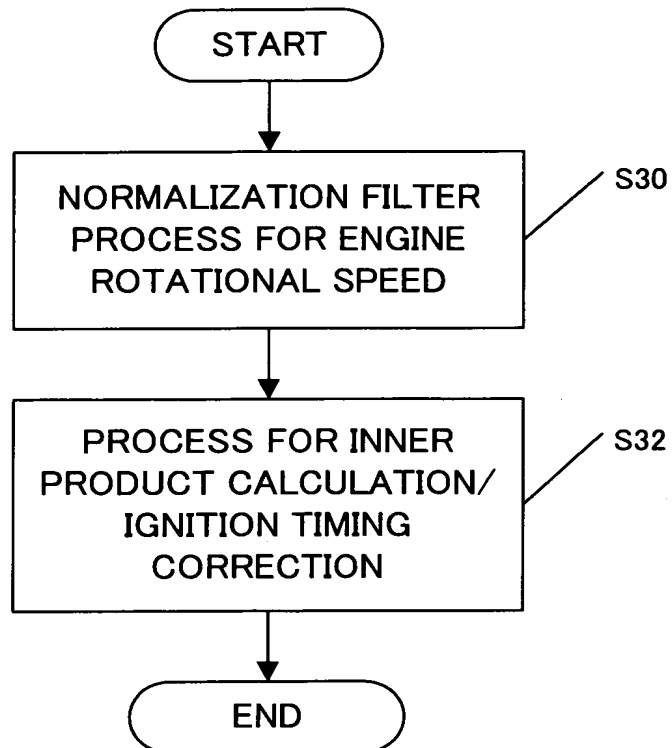 START
NORMALIZATION FILTER
PROCESS FOR ENGINE
ROTATIONAL SPEED
S30
PROCESS FOR INNER
PRODUCT CALCULATION/
IGNITION TIMING
CORRECTION
S32
END